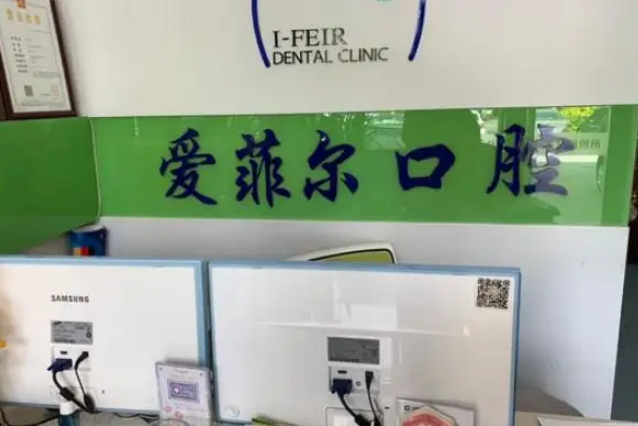 I-FEIR
DENTAL CLINIC
爱菲尔口腔
SAMSUNG